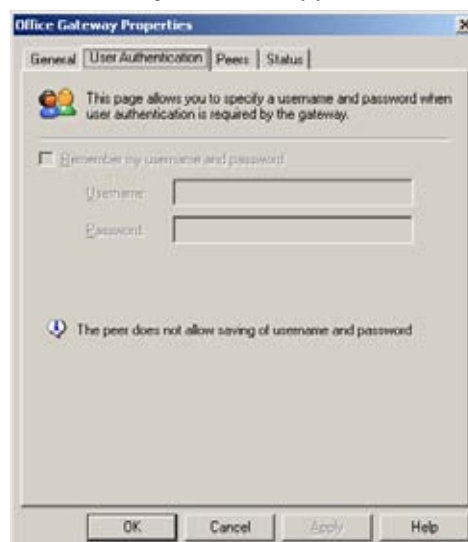 Office Gateway Properties
General User Authentication Peers Status
This page allows you to specify a username and password when
user authentication is required by the gateway.
Remember my username and password
Username:
Password:
The peer does not allow saving of username and password
OK Cancel Apply Help